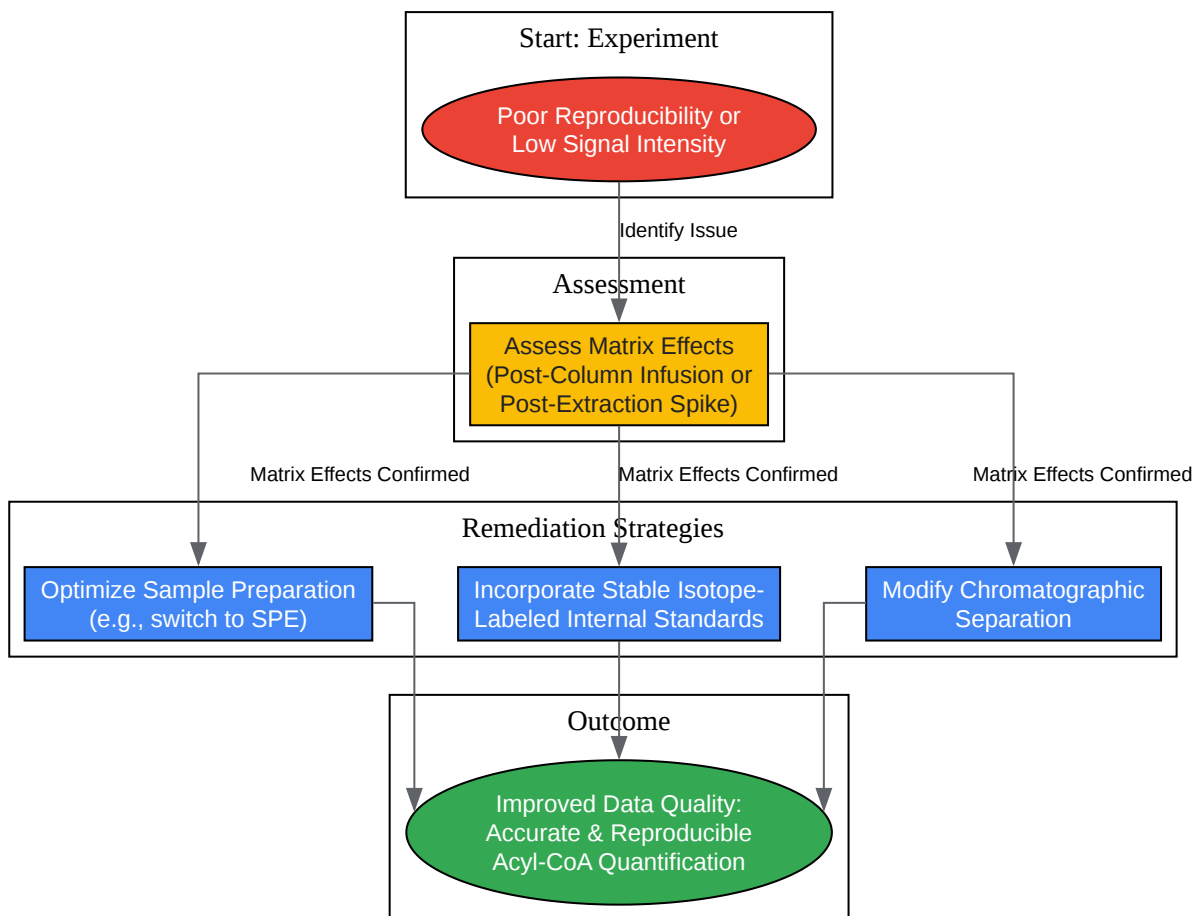 Start: Experiment
Poor Reproducibility or
Low Signal Intensity
Identify Issue
Assessment
Assess Matrix Effects
(Post-Column Infusion or
Post-Extraction Spike)
Matrix Effects Confirmed
Matrix Effects Confirmed
Matrix Effects Confirmed
Remediation Strategies
Optimize Sample Preparation
(e.g., switch to SPE)
Incorporate Stable Isotope-
Labeled Internal Standards
Modify Chromatographic
Separation
Outcome
Improved Data Quality:
Accurate & Reproducible
Acyl-CoA Quantification